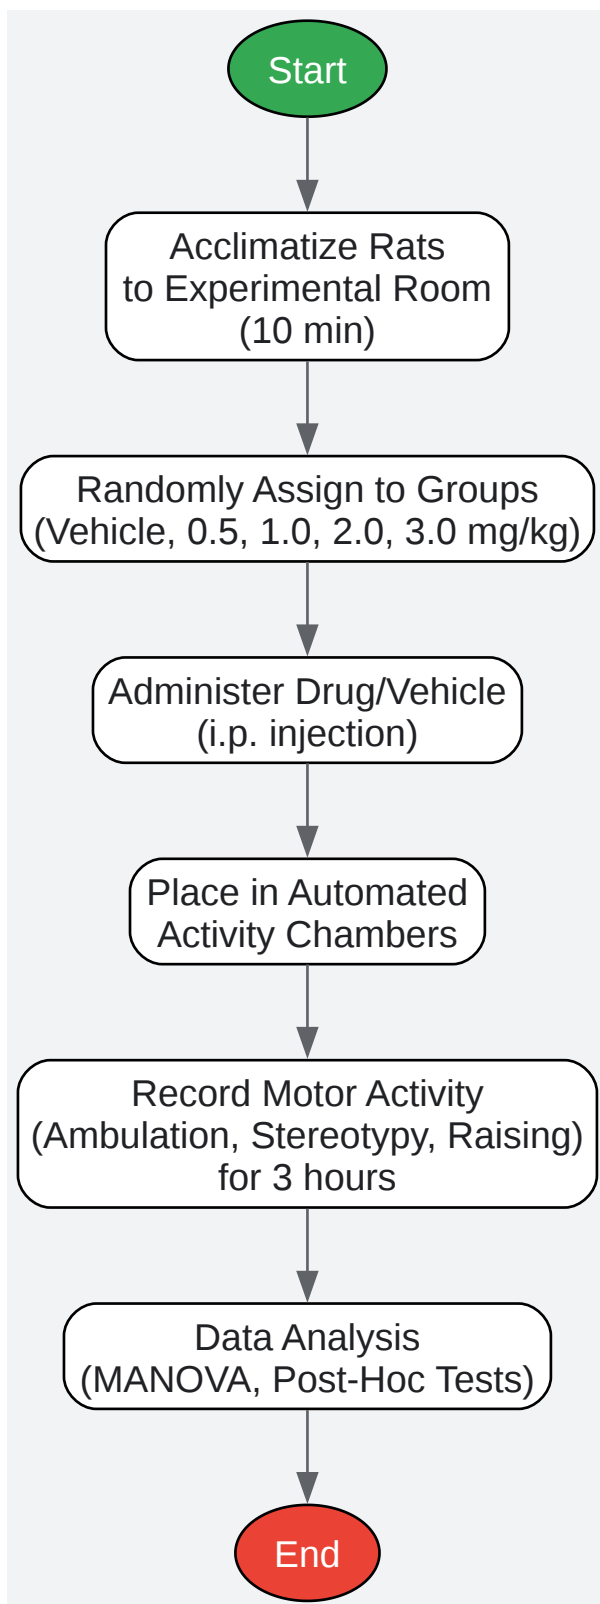 Start
Acclimatize Rats
to Experimental Room
(10 min)
Randomly Assign to Groups
(Vehicle, 0.5, 1.0, 2.0, 3.0 mg/kg)
Administer Drug/Vehicle
(i.p. injection)
Place in Automated
Activity Chambers
Record Motor Activity
(Ambulation, Stereotypy, Raising)
for 3 hours
Data Analysis
(MANOVA, Post-Hoc Tests)
End